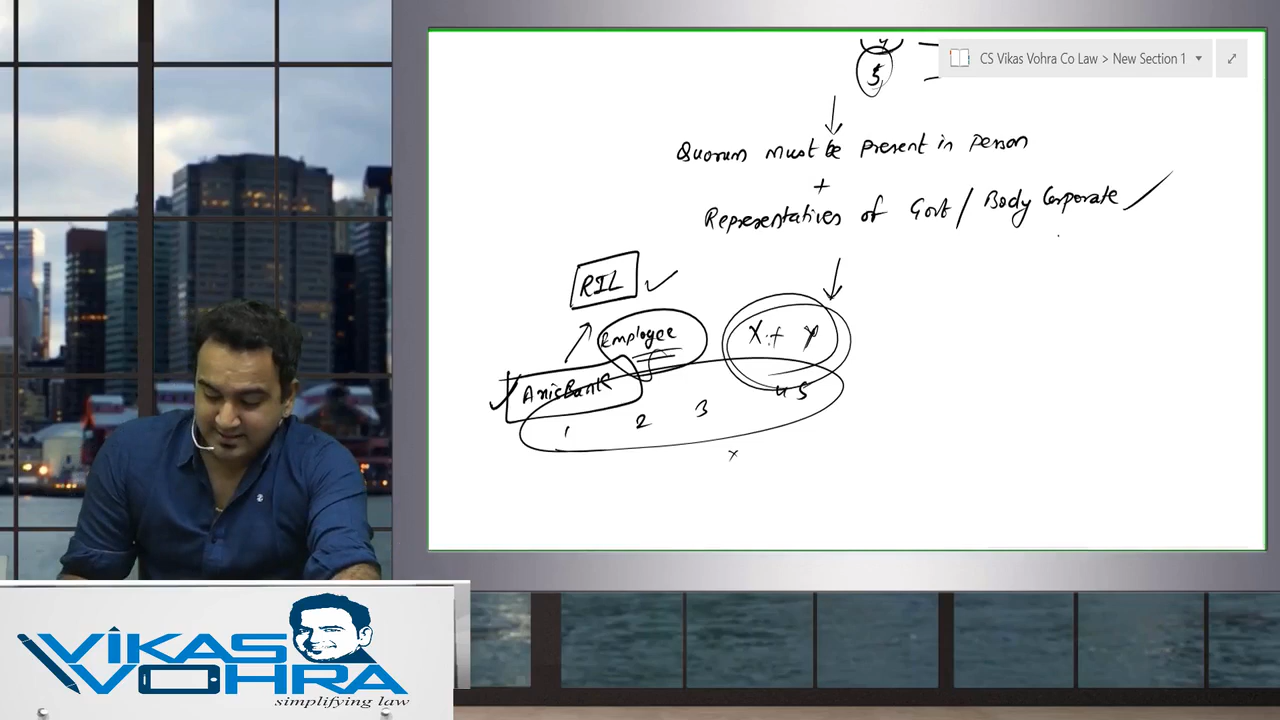 CS Vikas Vohra Co Law > New Section 1
5
Quorum must be present in person
+
Representatives of Govt / Body Corporate
RIL
Employee
X + Y
AxisBank
4 5
1 2 3
x
VIKAS
VOHRA
simplifying law